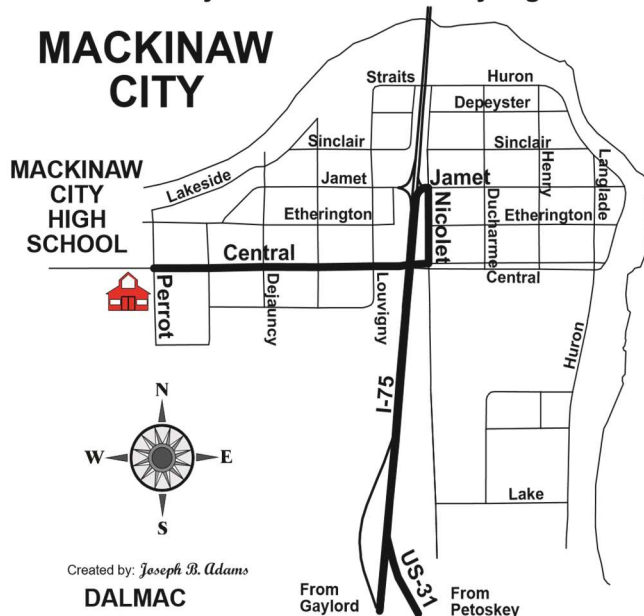 MACKINAW
CITY
Straits
Huron
Depeyster
Sinclair
Sinclair
MACKINAW
CITY
HIGH
SCHOOL
Lakeside
Jamet
Jamet
Henry
Langlade
Etherington
Nicolet
Ducharme
Etherington
Central
Central
Perrot
Dejauncy
Louvigny
Huron
I-75
N
W
E
S
Lake
US-31
Created by: Joseph B. Adams
DALMAC
From
Gaylord
From
Petoskey